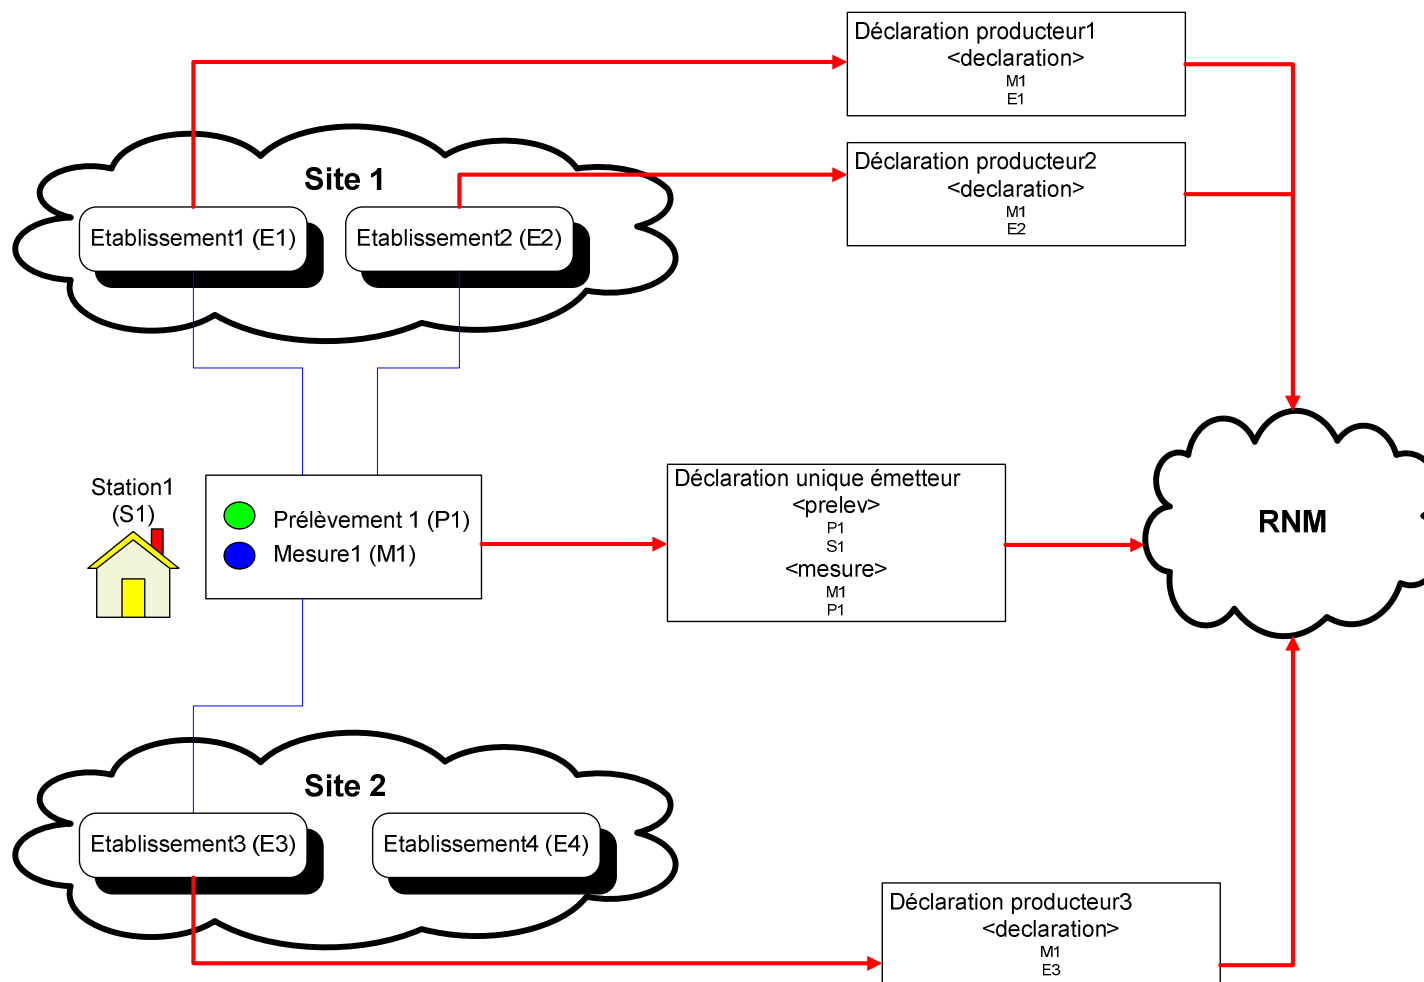 Déclaration producteur1
<declaration>
M1
E1
Déclaration producteur2
<declaration>
M1
E2
Site 1
Etablissement1 (E1)
Etablissement2 (E2)
Station1
(S1)
Prélèvement 1 (P1)
Mesure1 (M1)
Déclaration unique émetteur
<prelev>
P1
S1
<mesure>
M1
P1
RNM
Site 2
Etablissement3 (E3)
Etablissement4 (E4)
Déclaration producteur3
<declaration>
M1
E3